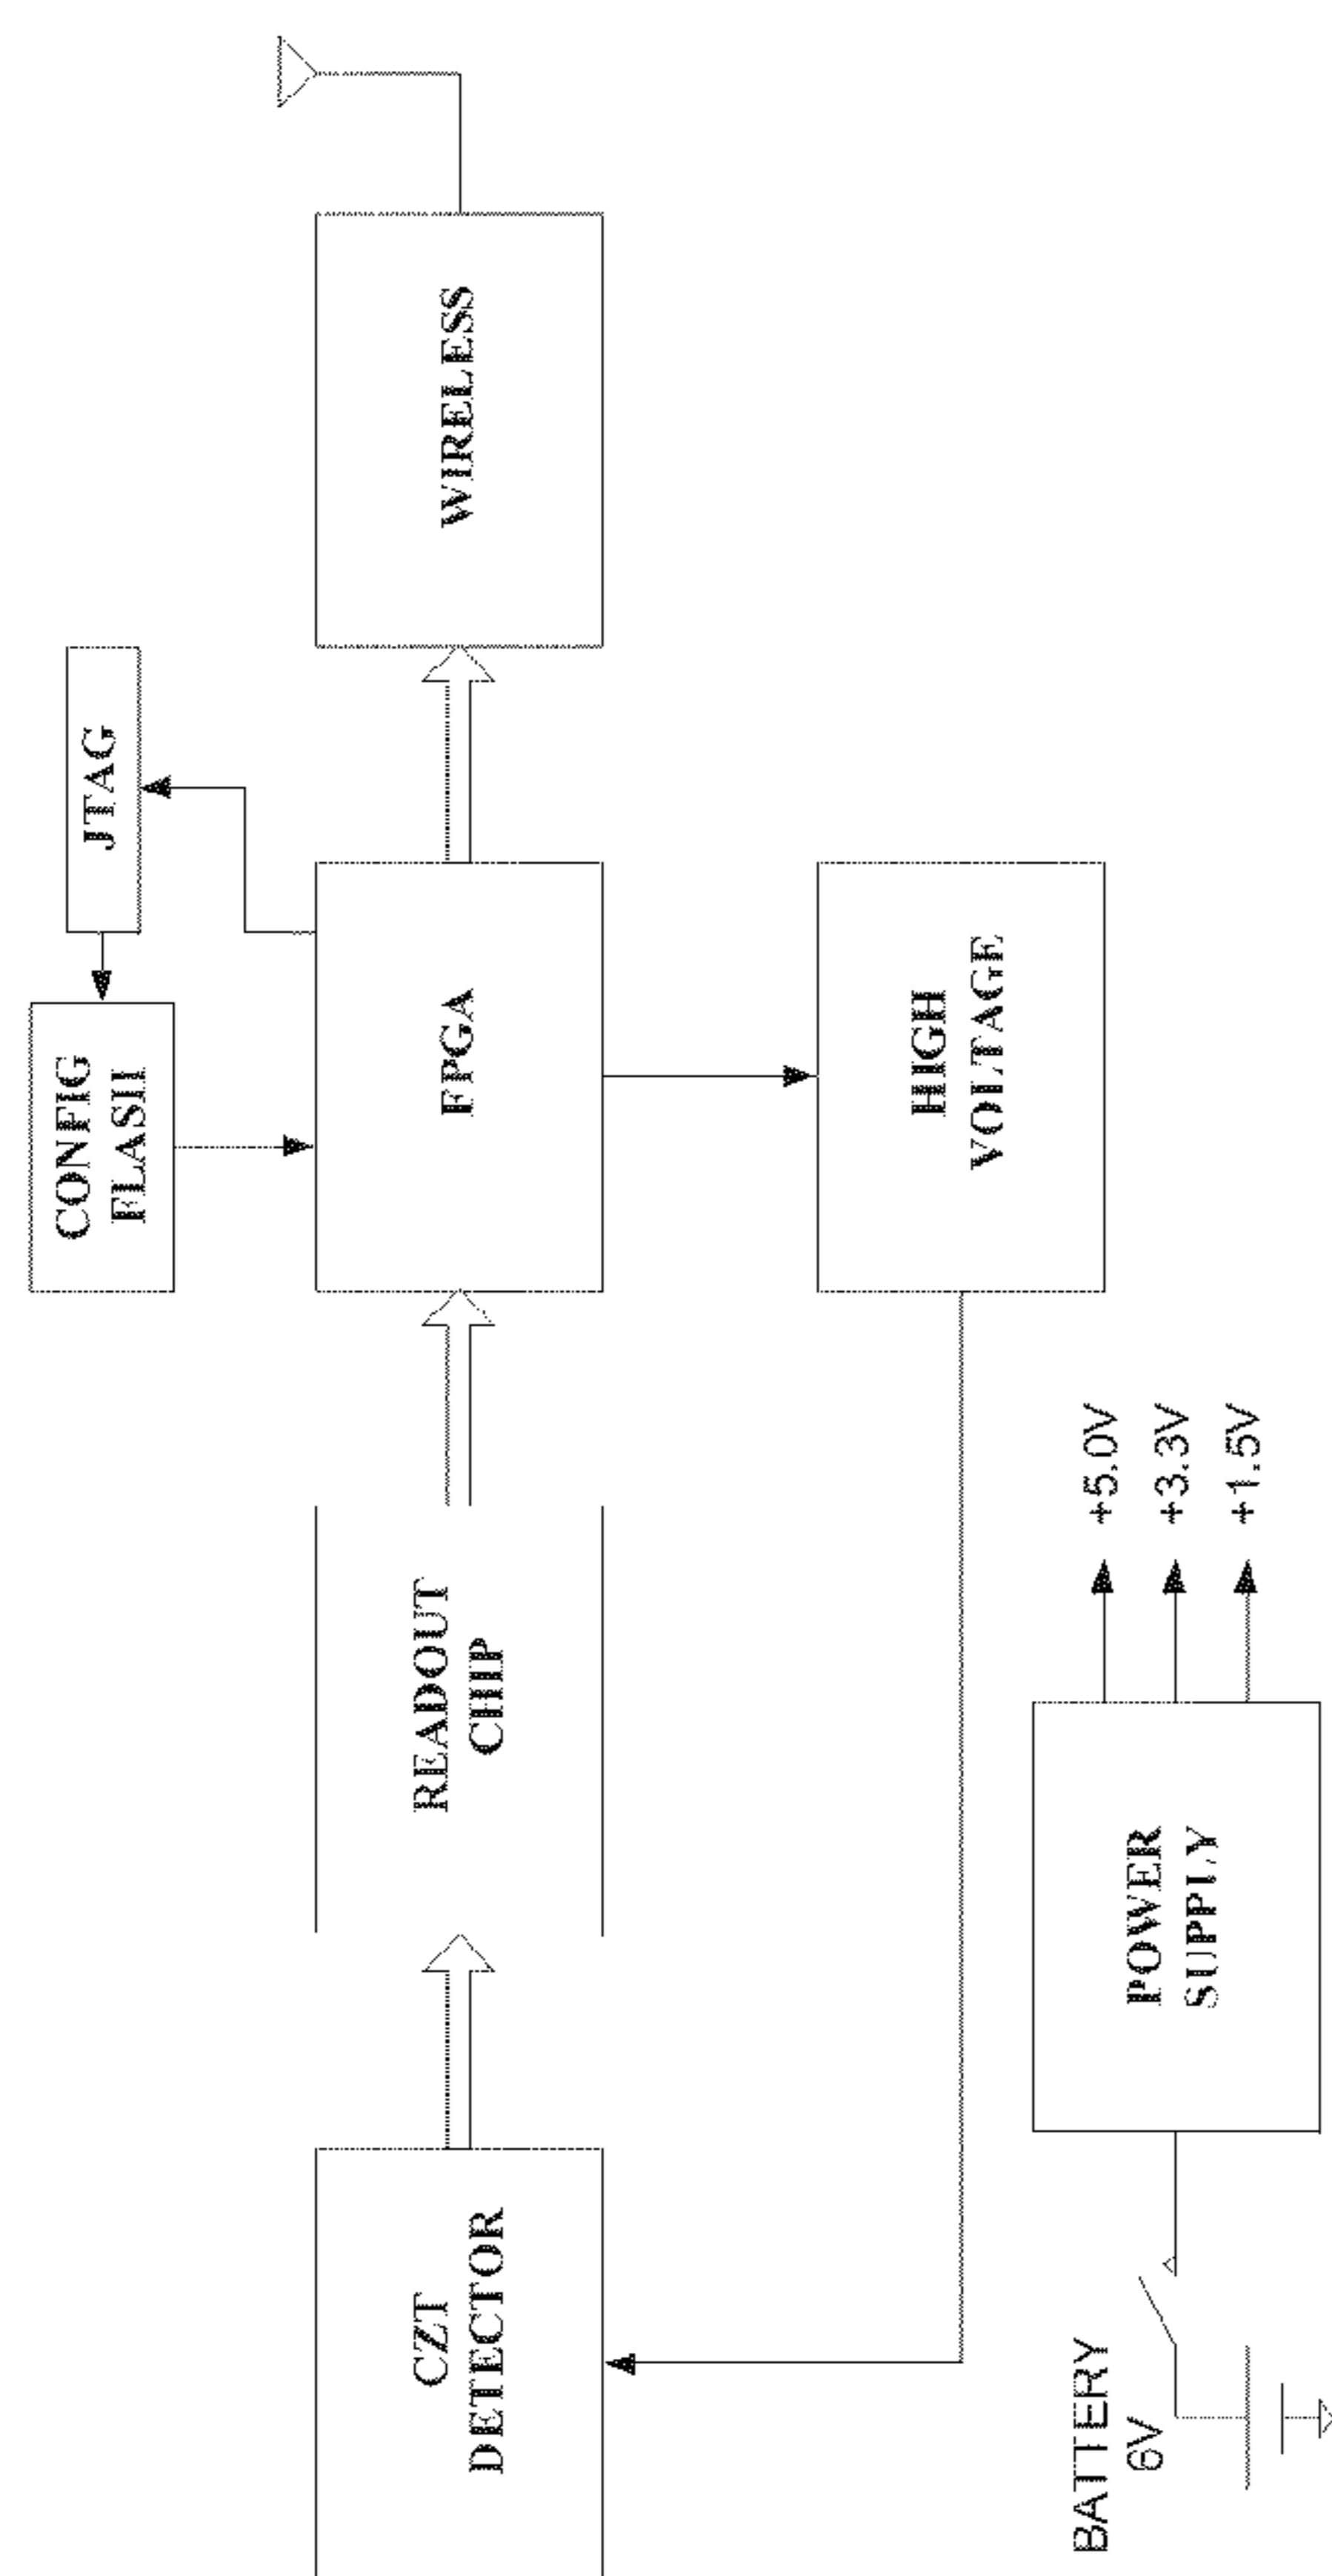 JTAG
CONFIG
FLASH
CZT
DETECTOR
READOUT
CHIP
FPGA
WIRELESS
HIGH
VOLTAGE
BATTERY
6V
POWER
SUPPLY
+5.0V
+3.3V
+1.5V